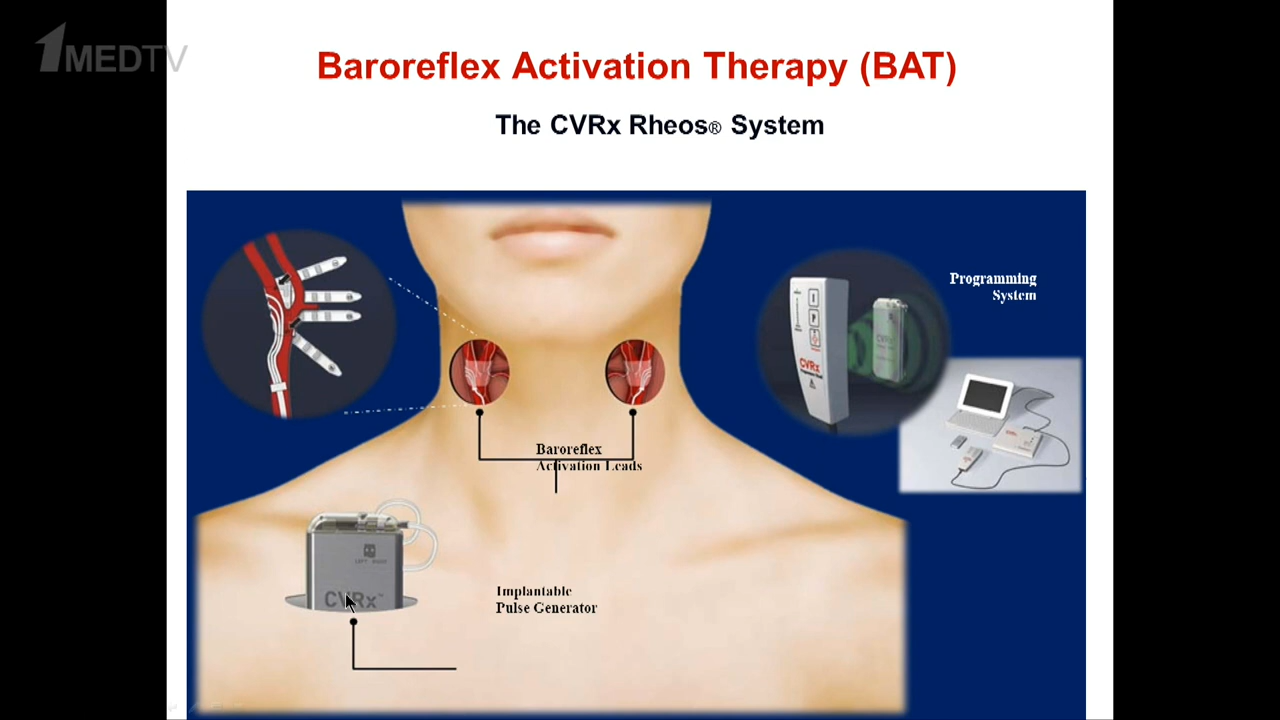 1MEDTV
Baroreflex Activation Therapy (BAT)
The CVRx Rheos® System
Programming
System
CVRx
CVRx
Baroreflex
Activation Leads
CVRx™
Implantable
Pulse Generator